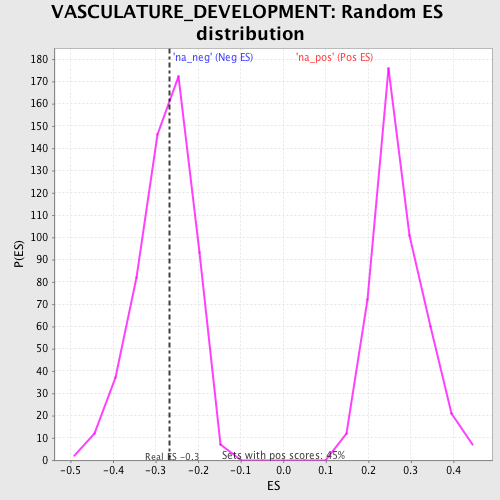 VASCULATURE_DEVELOPMENT: Random ES
distribution
'na_neg' (Neg ES)
'na_pos' (Pos ES)
180
170
160
150
140
130
120
110
100
90
80
70
60
50
40
30
20
10
0
P(ES)
Real ES -0.3
Sets with pos scores: 45%
-0.5 -0.4 -0.3 -0.2 -0.1 0.0 0.1 0.2 0.3 0.4
ES